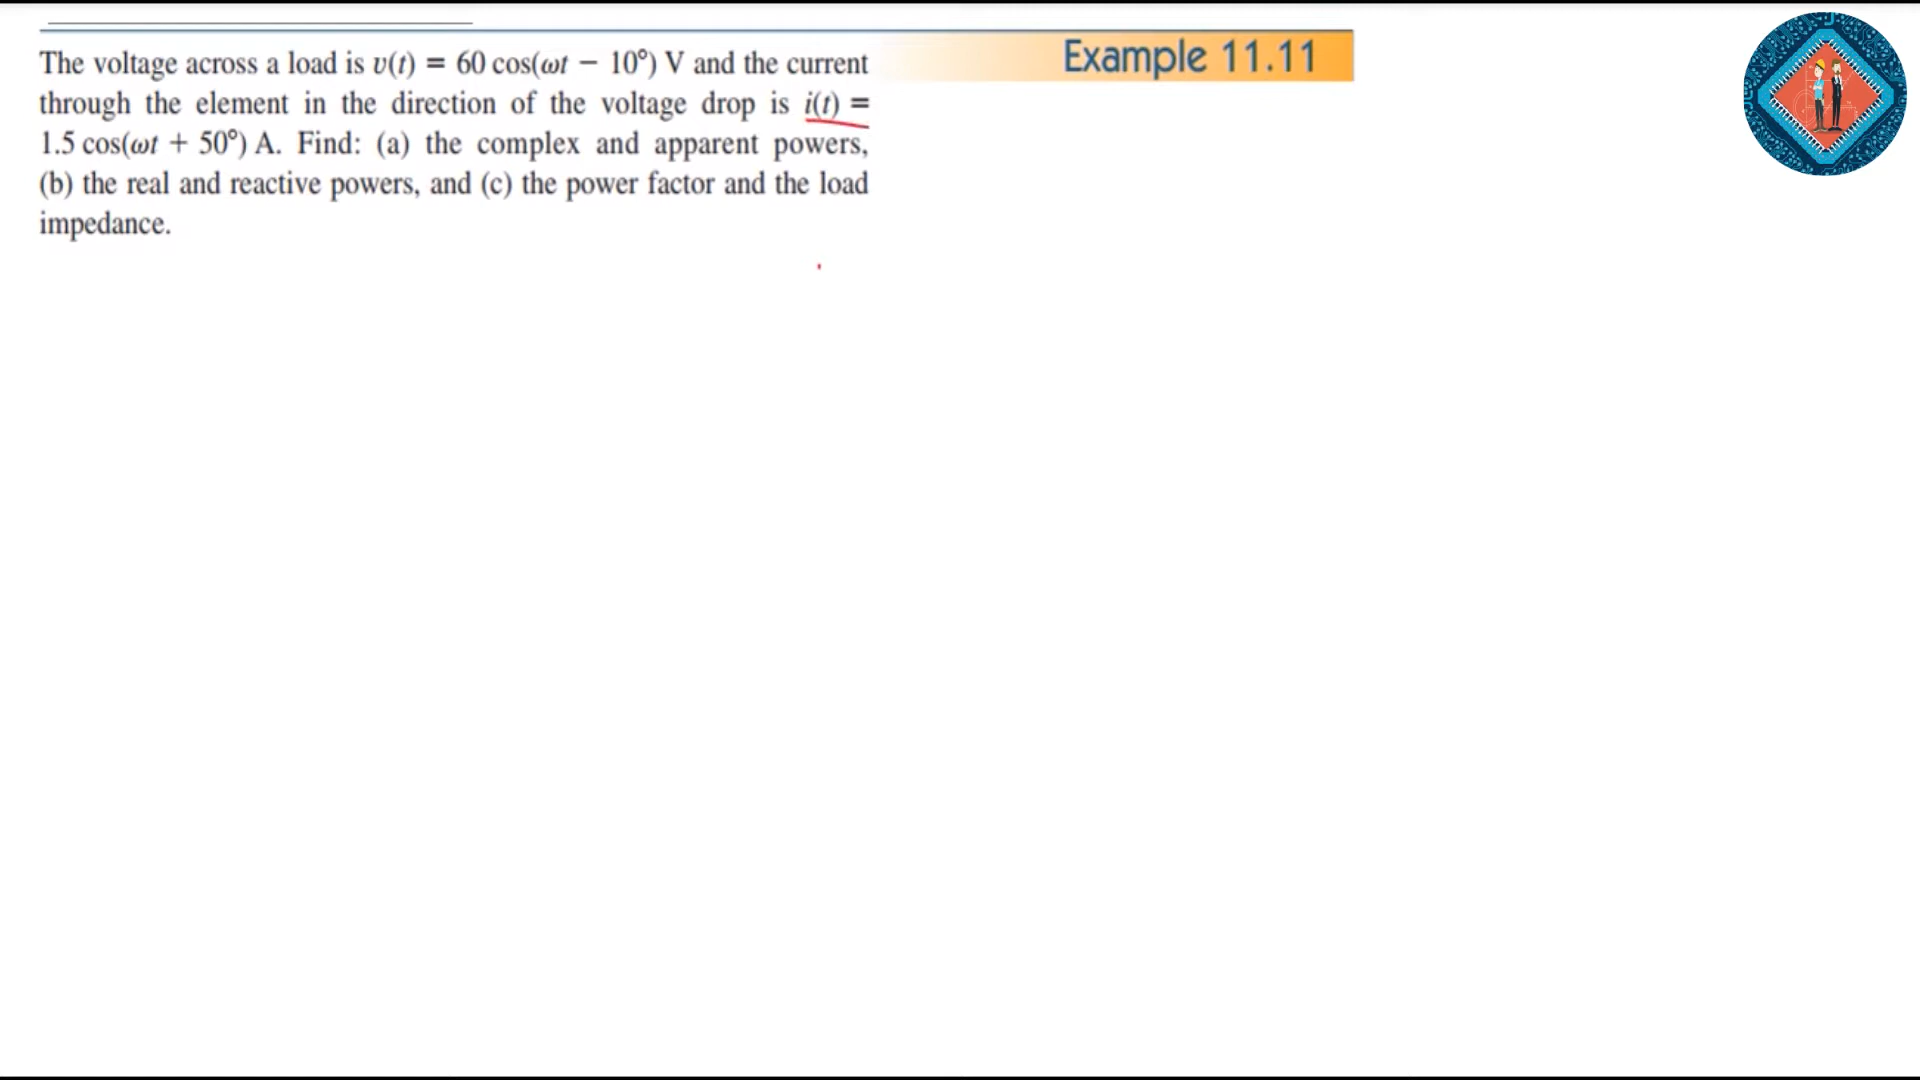 Example 11.11
The voltage across a load is v(t) = 60 cos(ωt − 10°) V and the current
through the element in the direction of the voltage drop is i(t) =
1.5 cos(ωt + 50°) A. Find: (a) the complex and apparent powers,
(b) the real and reactive powers, and (c) the power factor and the load
impedance.